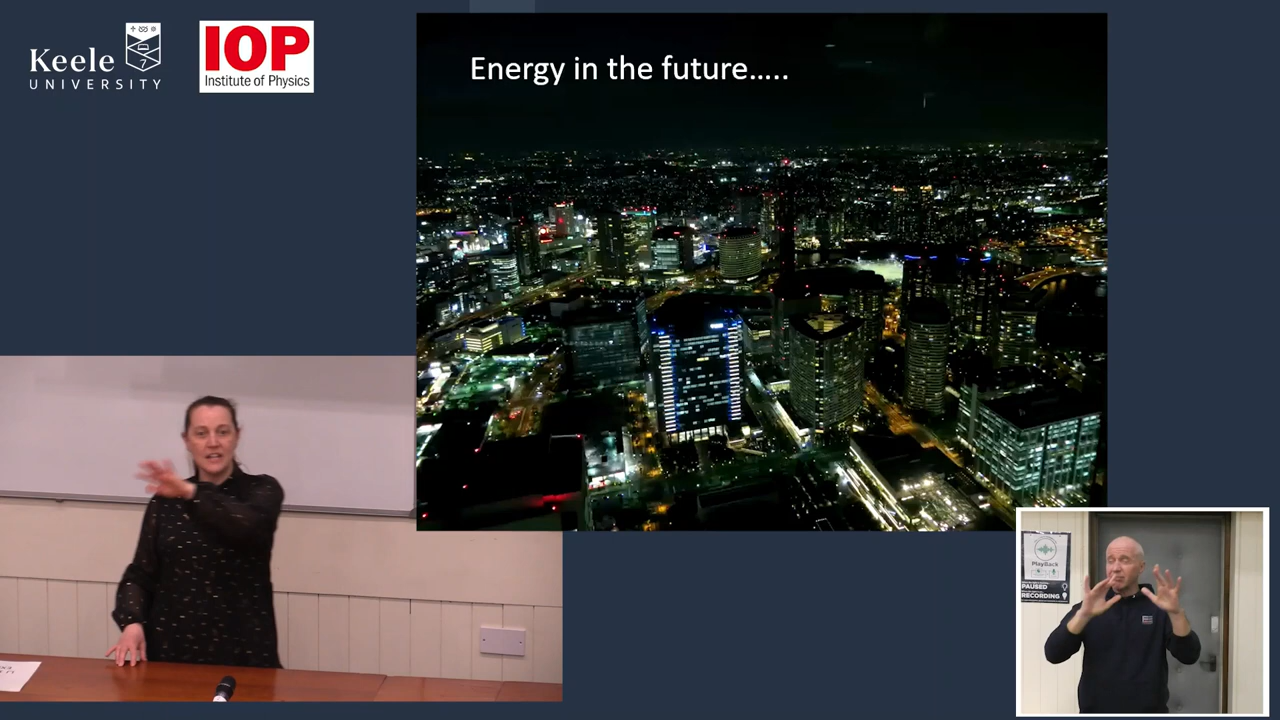 Keele
UNIVERSITY
IOP
Institute of Physics
Energy in the future.....
PlayBack
PAUSED
RECORDING